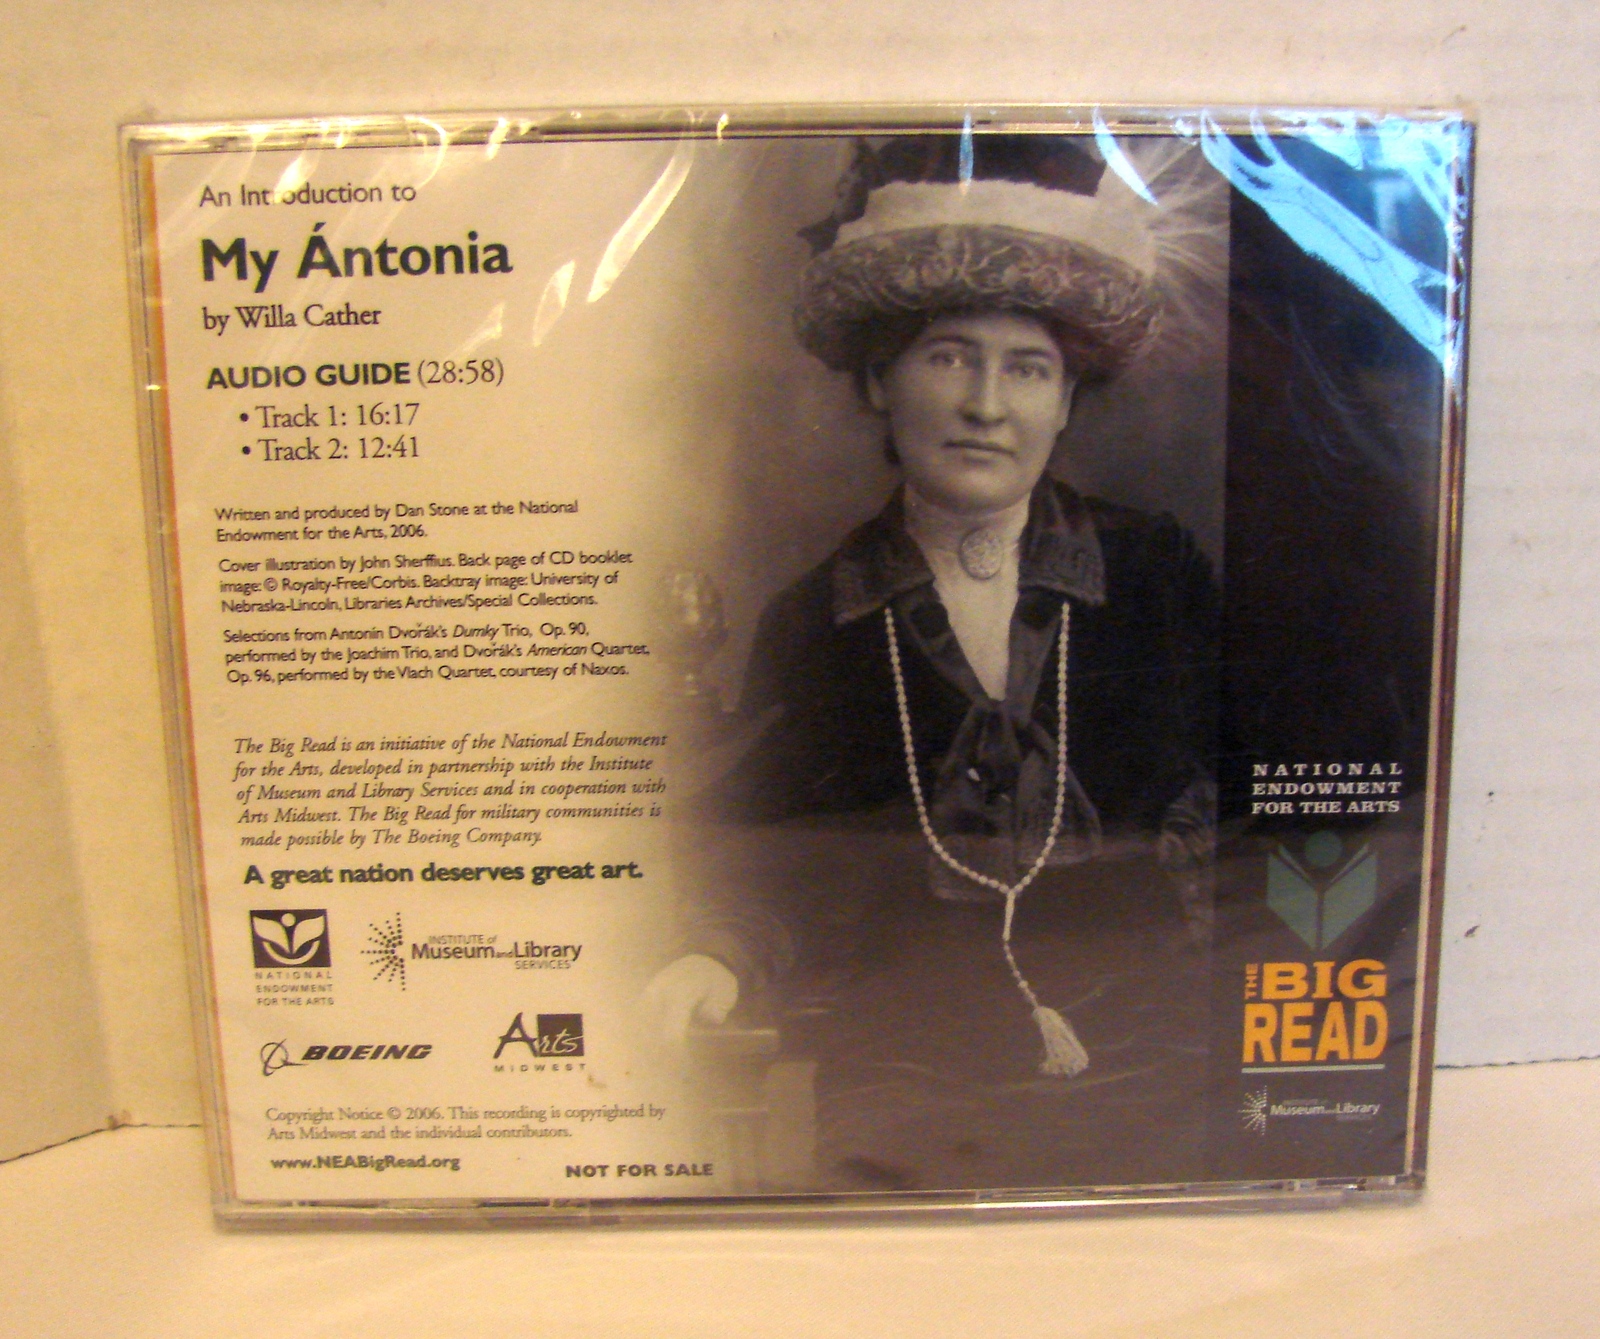 An Introduction to
My Ántonia
by Willa Cather
AUDIO GUIDE (28:58)
• Track 1: 16:17
• Track 2: 12:41
Written and produced by Dan Stone at the National
Endowment for the Arts, 2006.
Cover illustration by John Sherffius. Back page of CD booklet
image: © Royalty-Free/Corbis. Backtray image: University of
Nebraska-Lincoln, Libraries Archives/Special Collections.
Selections from Antonín Dvořák's Dumky Trio, Op. 90,
performed by the Joachim Trio, and Dvořák's American Quartet,
Op. 96, performed by the Vlach Quartet, courtesy of Naxos.
The Big Read is an initiative of the National Endowment
for the Arts, developed in partnership with the Institute
of Museum and Library Services and in cooperation with
Arts Midwest. The Big Read for military communities is
made possible by The Boeing Company.
A great nation deserves great art.
NATIONAL
ENDOWMENT
FOR THE ARTS
INSTITUTE of
Museum and Library
SERVICES
BOEING
Arts
MIDWEST
Copyright Notice © 2006. This recording is copyrighted by
Arts Midwest and the individual contributors.
www.NEABigRead.org
NOT FOR SALE
NATIONAL
ENDOWMENT
FOR THE ARTS
THE BIG
READ
INSTITUTE of
Museum and Library
SERVICES